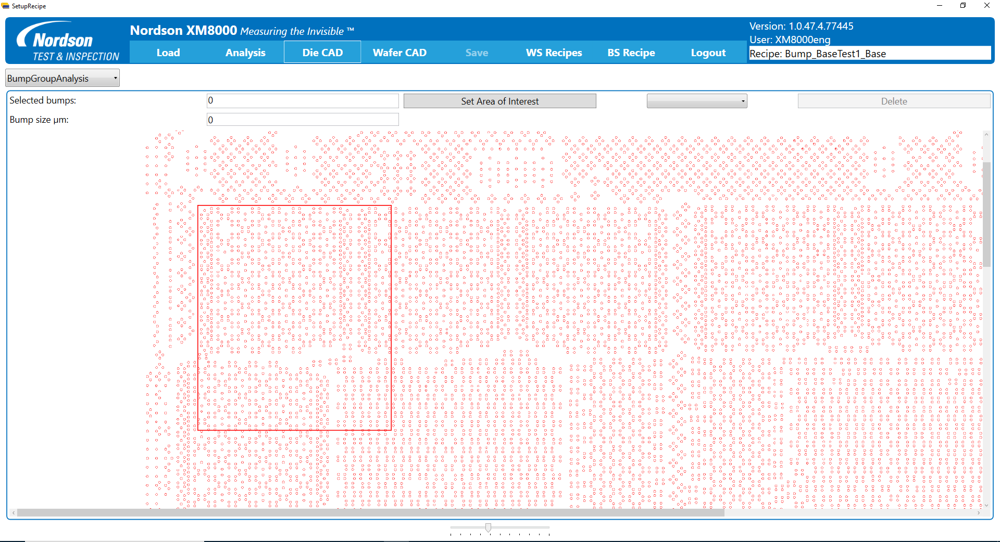 SetupRecipe
Nordson
TEST & INSPECTION
Nordson XM8000 Measuring the Invisible ™
Load Analysis Die CAD Wafer CAD Save WS Recipes BS Recipe Logout
Version: 1.0.47.4.77445
User: XM8000eng
Recipe: Bump_BaseTest1_Base
BumpGroupAnalysis
Selected bumps: 0 Set Area of Interest Delete
Bump size µm: 0